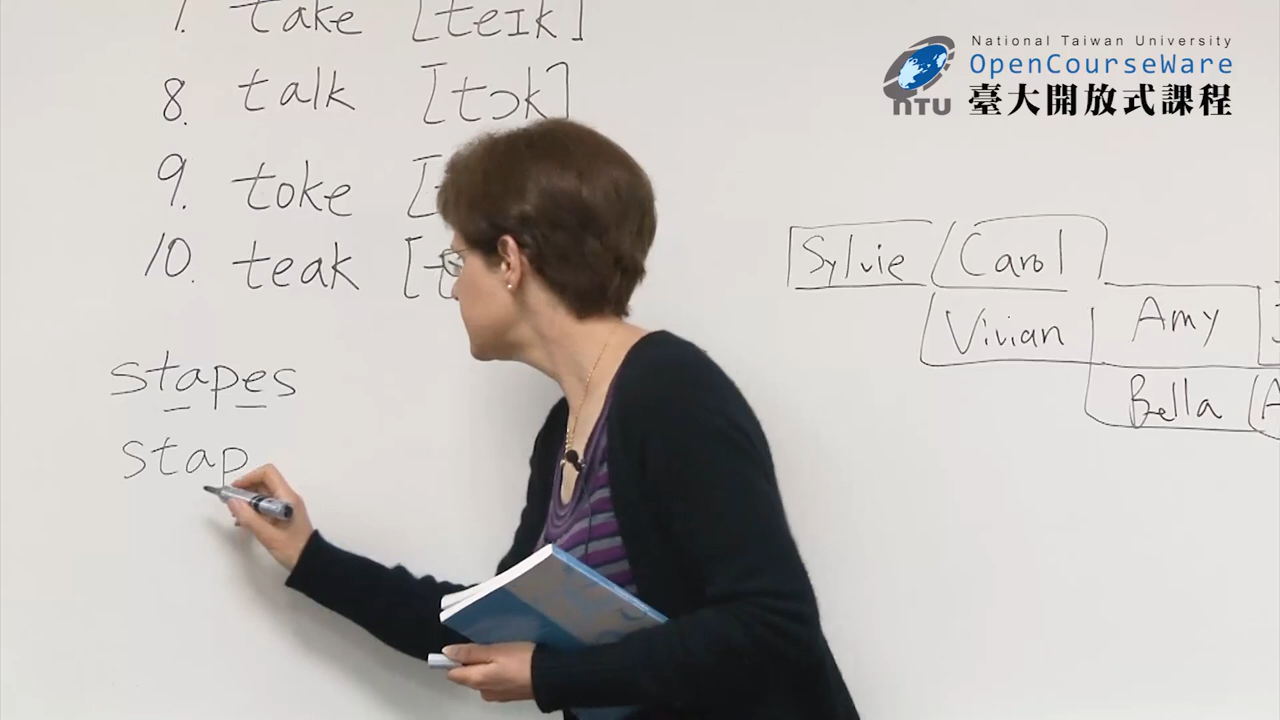 7. take [teɪk]
8. talk [tɔk]
9. toke [
10. teak [t
stapes
stap
Sylvie Carol
Vivian Amy
Bella
National Taiwan University
OpenCourseWare
臺大開放式課程
NTU